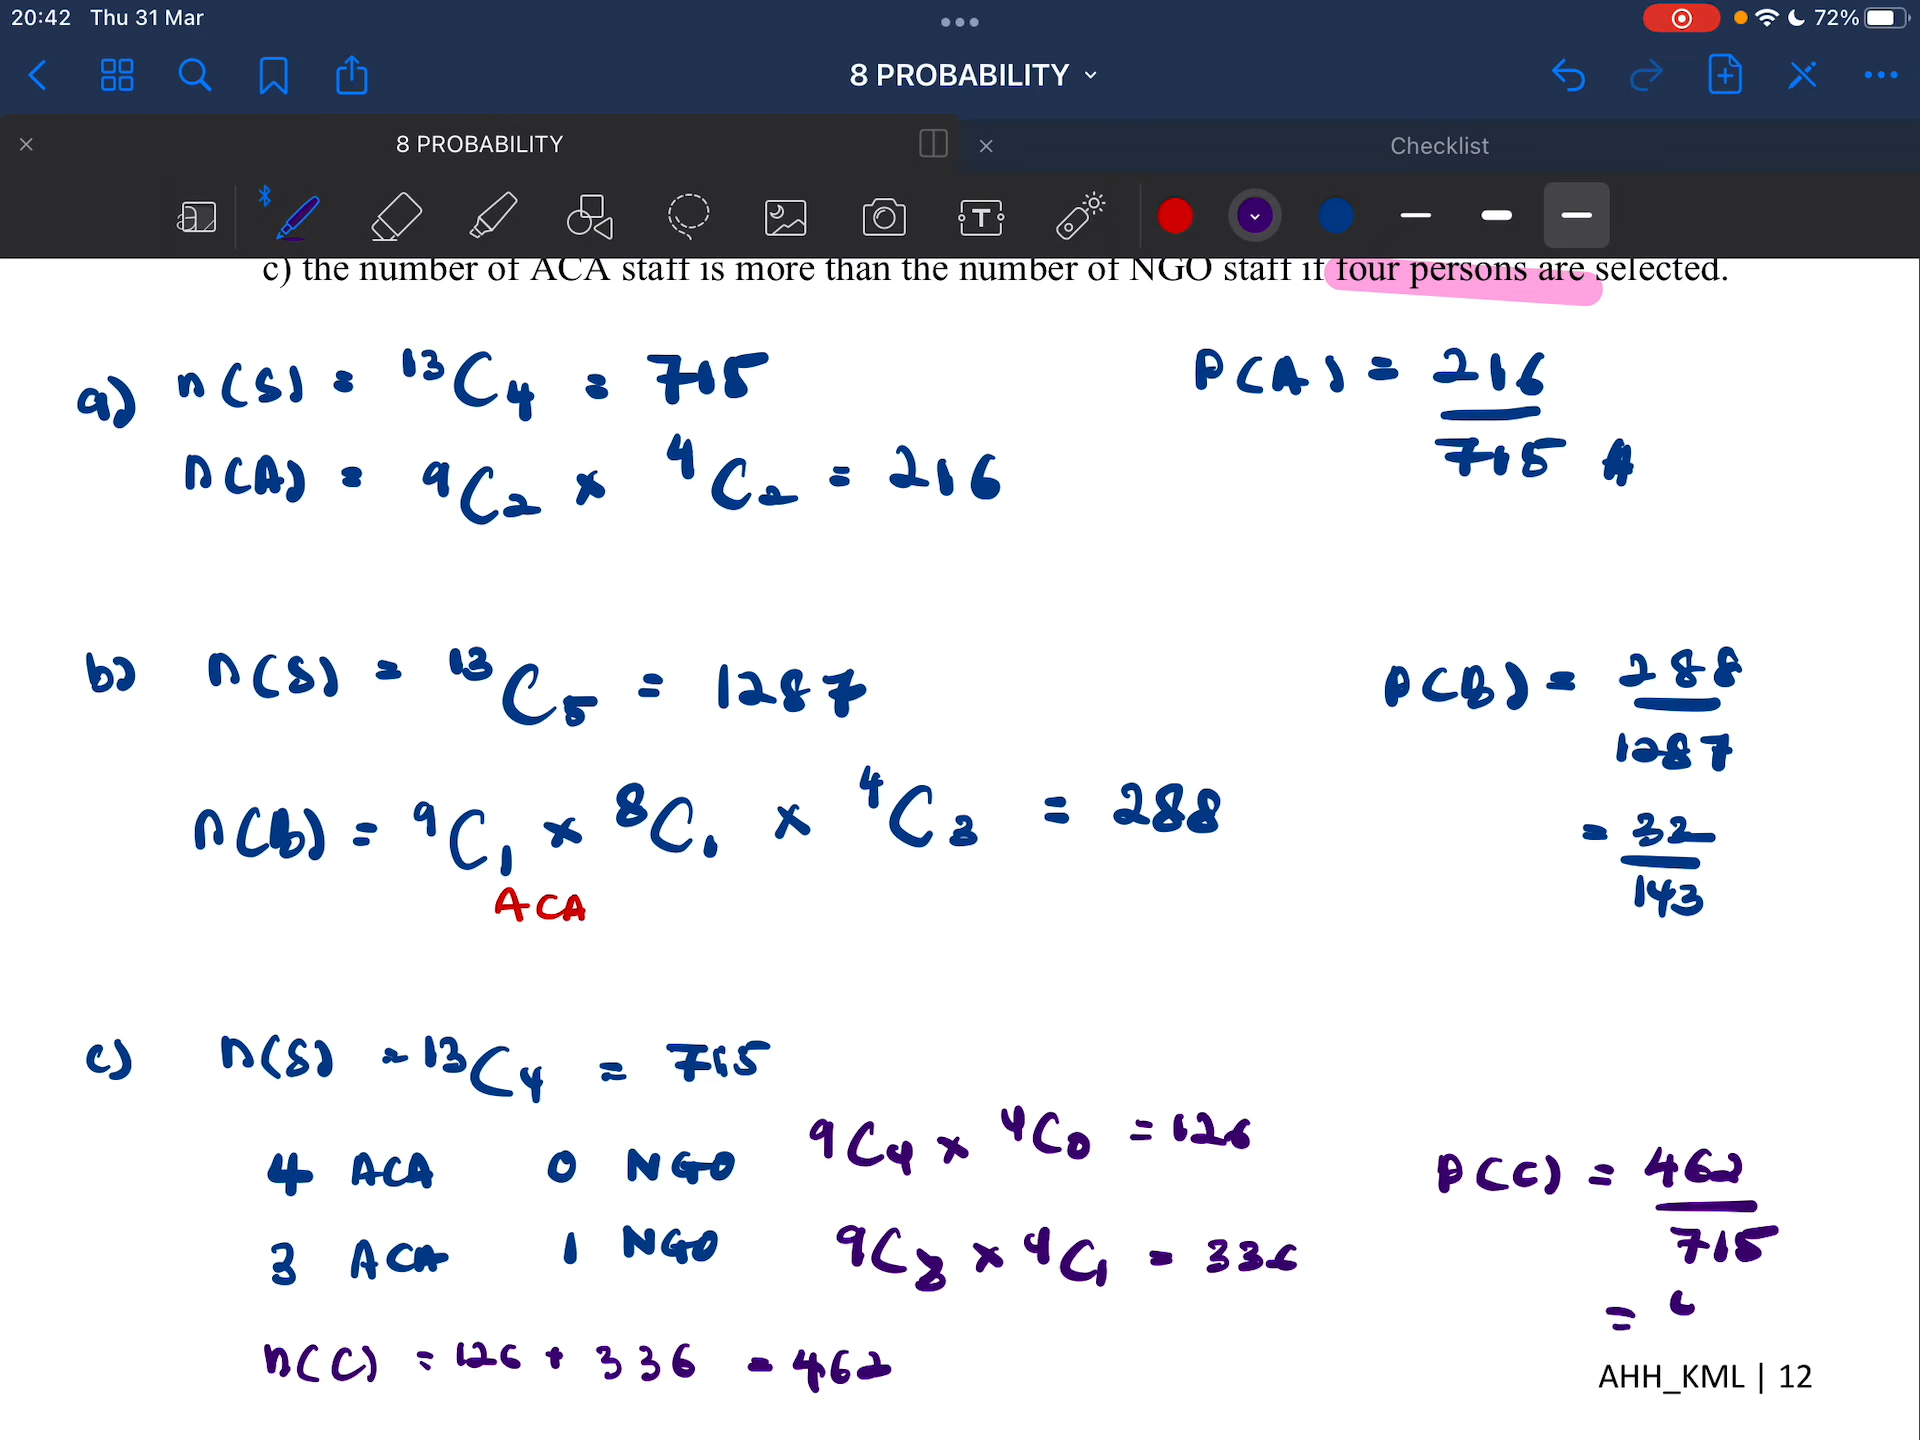 20:42 Thu 31 Mar
72%
8 PROBABILITY
8 PROBABILITY
Checklist
c) the number of ACA staff is more than the number of NGO staff if four persons are selected.
a) n(S) = ¹³C₄ = 715
P(A) = 216/715
n(A) = ⁹C₂ × ⁴C₂ = 216
b) n(S) = ¹³C₅ = 1287
P(B) = 288/1287
n(B) = ⁹C₁ × ⁸C₁ × ⁴C₃ = 288
= 32/143
ACA
c) n(S) = ¹³C₄ = 715
4 ACA 0 NGO ⁹C₄ × ⁴C₀ = 126
P(C) = 462/715
3 ACA 1 NGO ⁹C₃ × ⁴C₁ = 336
=
n(C) = 126 + 336 = 462
AHH_KML | 12